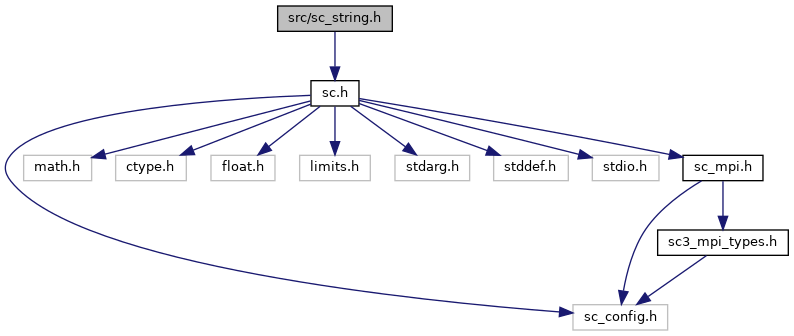 src/sc_string.h
sc.h
math.h
ctype.h
float.h
limits.h
stdarg.h
stddef.h
stdio.h
sc_mpi.h
sc3_mpi_types.h
sc_config.h